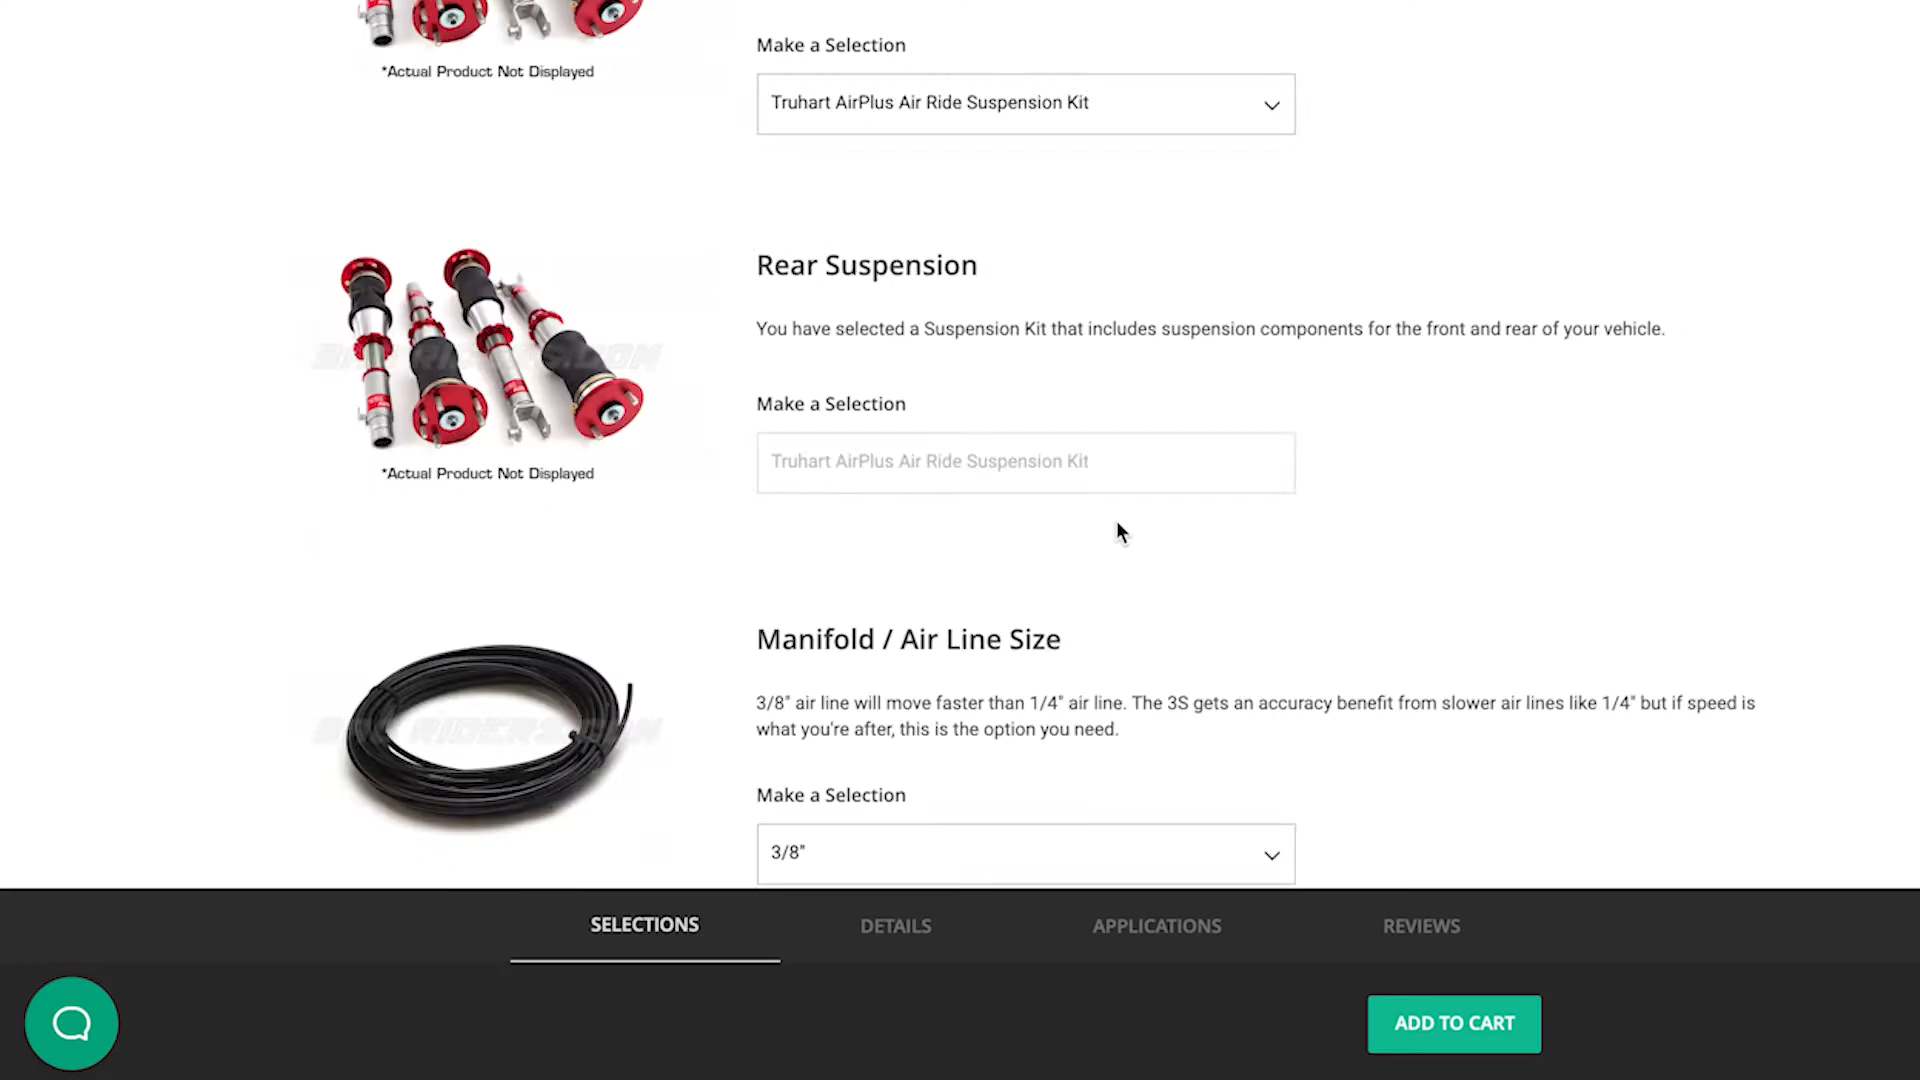 Make a Selection
*Actual Product Not Displayed
Truhart AirPlus Air Ride Suspension Kit
Rear Suspension
You have selected a Suspension Kit that includes suspension components for the front and rear of your vehicle.
Make a Selection
Truhart AirPlus Air Ride Suspension Kit
*Actual Product Not Displayed
Manifold / Air Line Size
3/8" air line will move faster than 1/4" air line. The 3S gets an accuracy benefit from slower air lines like 1/4" but if speed is
what you're after, this is the option you need.
Make a Selection
3/8"
SELECTIONS
DETAILS
APPLICATIONS
REVIEWS
ADD TO CART